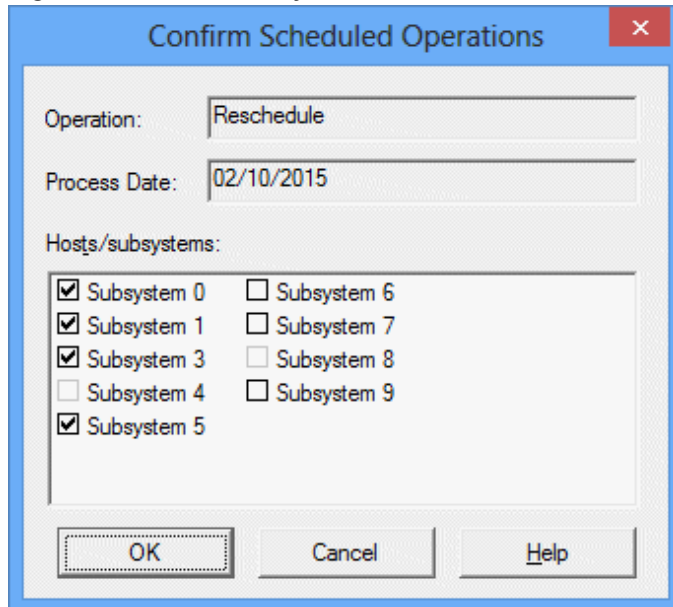 Confirm Scheduled Operations
Operation: Reschedule
Process Date: 02/10/2015
Hosts/subsystems:
Subsystem 0
Subsystem 1
Subsystem 3
Subsystem 4
Subsystem 5
Subsystem 6
Subsystem 7
Subsystem 8
Subsystem 9
OK Cancel Help